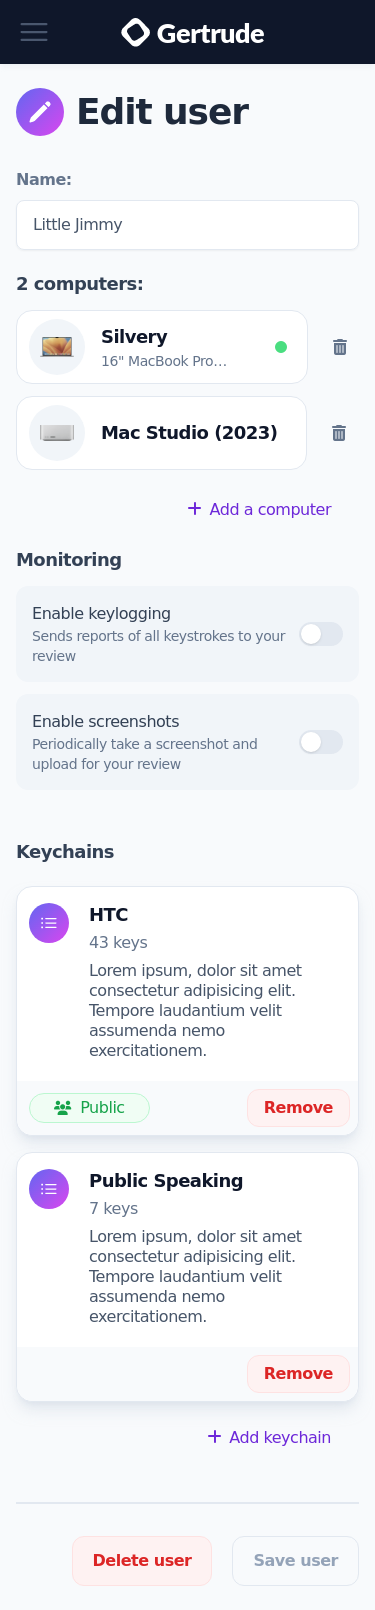 Gertrude
Edit user
Name:
Little Jimmy
2 computers:
Silvery
16" MacBook Pro…
Mac Studio (2023)
+ Add a computer
Monitoring
Enable keylogging
Sends reports of all keystrokes to your
review
Enable screenshots
Periodically take a screenshot and
upload for your review
Keychains
HTC
43 keys
Lorem ipsum, dolor sit amet
consectetur adipisicing elit.
Tempore laudantium velit
assumenda nemo
exercitationem.
Public
Remove
Public Speaking
7 keys
Lorem ipsum, dolor sit amet
consectetur adipisicing elit.
Tempore laudantium velit
assumenda nemo
exercitationem.
Remove
+ Add keychain
Delete user
Save user